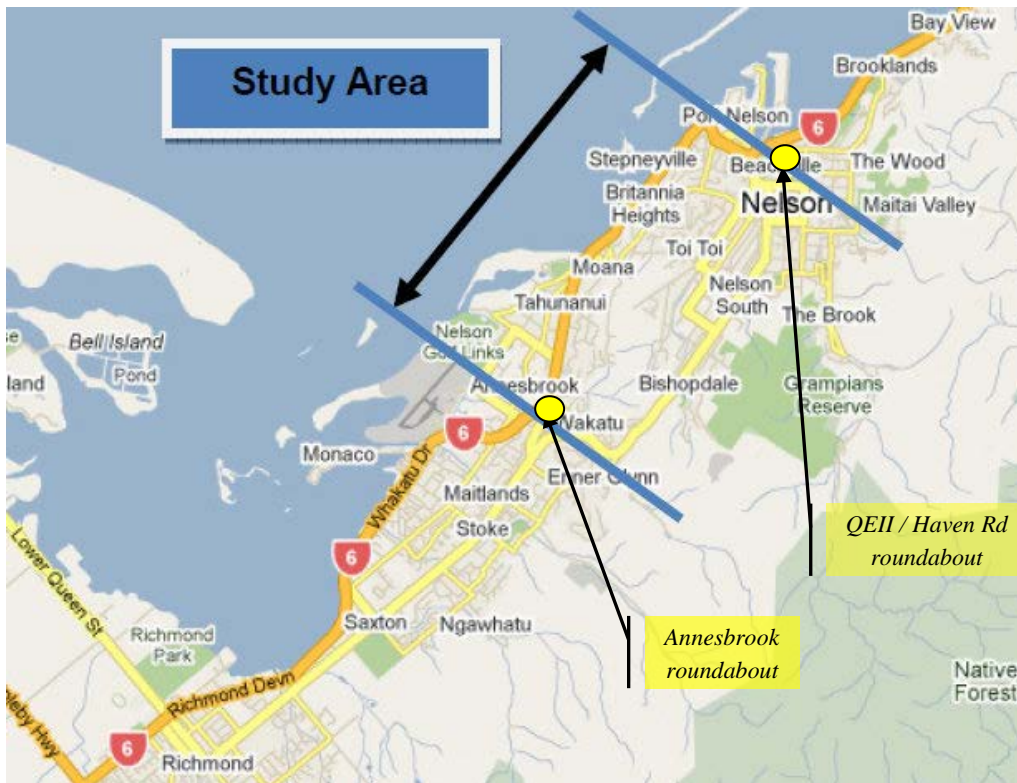 Bay View
Study Area
Brooklands
Port Nelson
6
Stepneyville
Beachville
The Wood
Britannia
Heights
Nelson
Maitai Valley
Toi Toi
Moana
Nelson
South
Tahunanui
The Brook
Nelson
Golf Links
Bell Island
Pond
Annesbrook
Bishopdale
Grampians
Reserve
Wakatu
6
Monaco
Whakatu Dr
Enner Glynn
Maitlands
Stoke
QEII / Haven Rd
roundabout
Lower Queen St
6
Saxton
Ngawhatu
Richmond
Park
Annesbrook
roundabout
Richmond Devn
Native
Forest
6
Richmond